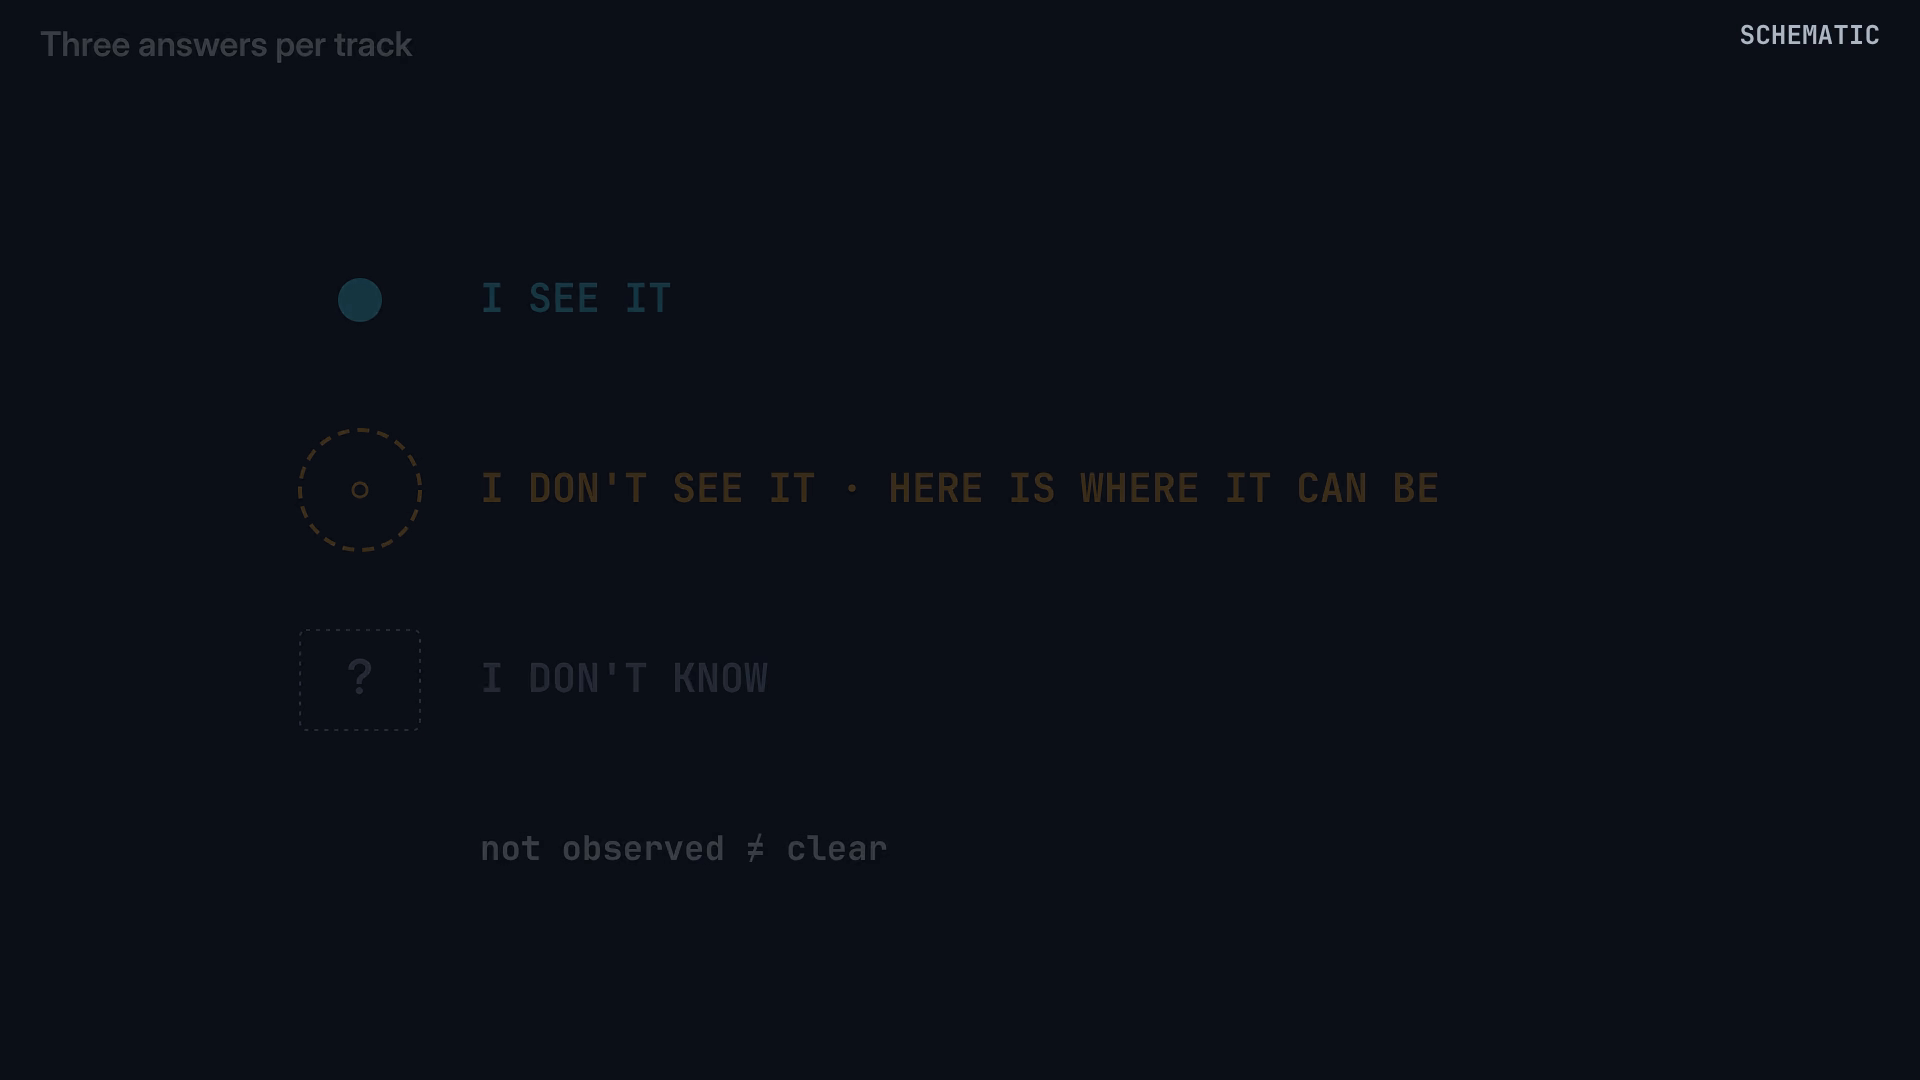 Three answers per track
SCHEMATIC
I SEE IT
I DON'T SEE IT · HERE IS WHERE IT CAN BE
?
I DON'T KNOW
not observed ≠ clear